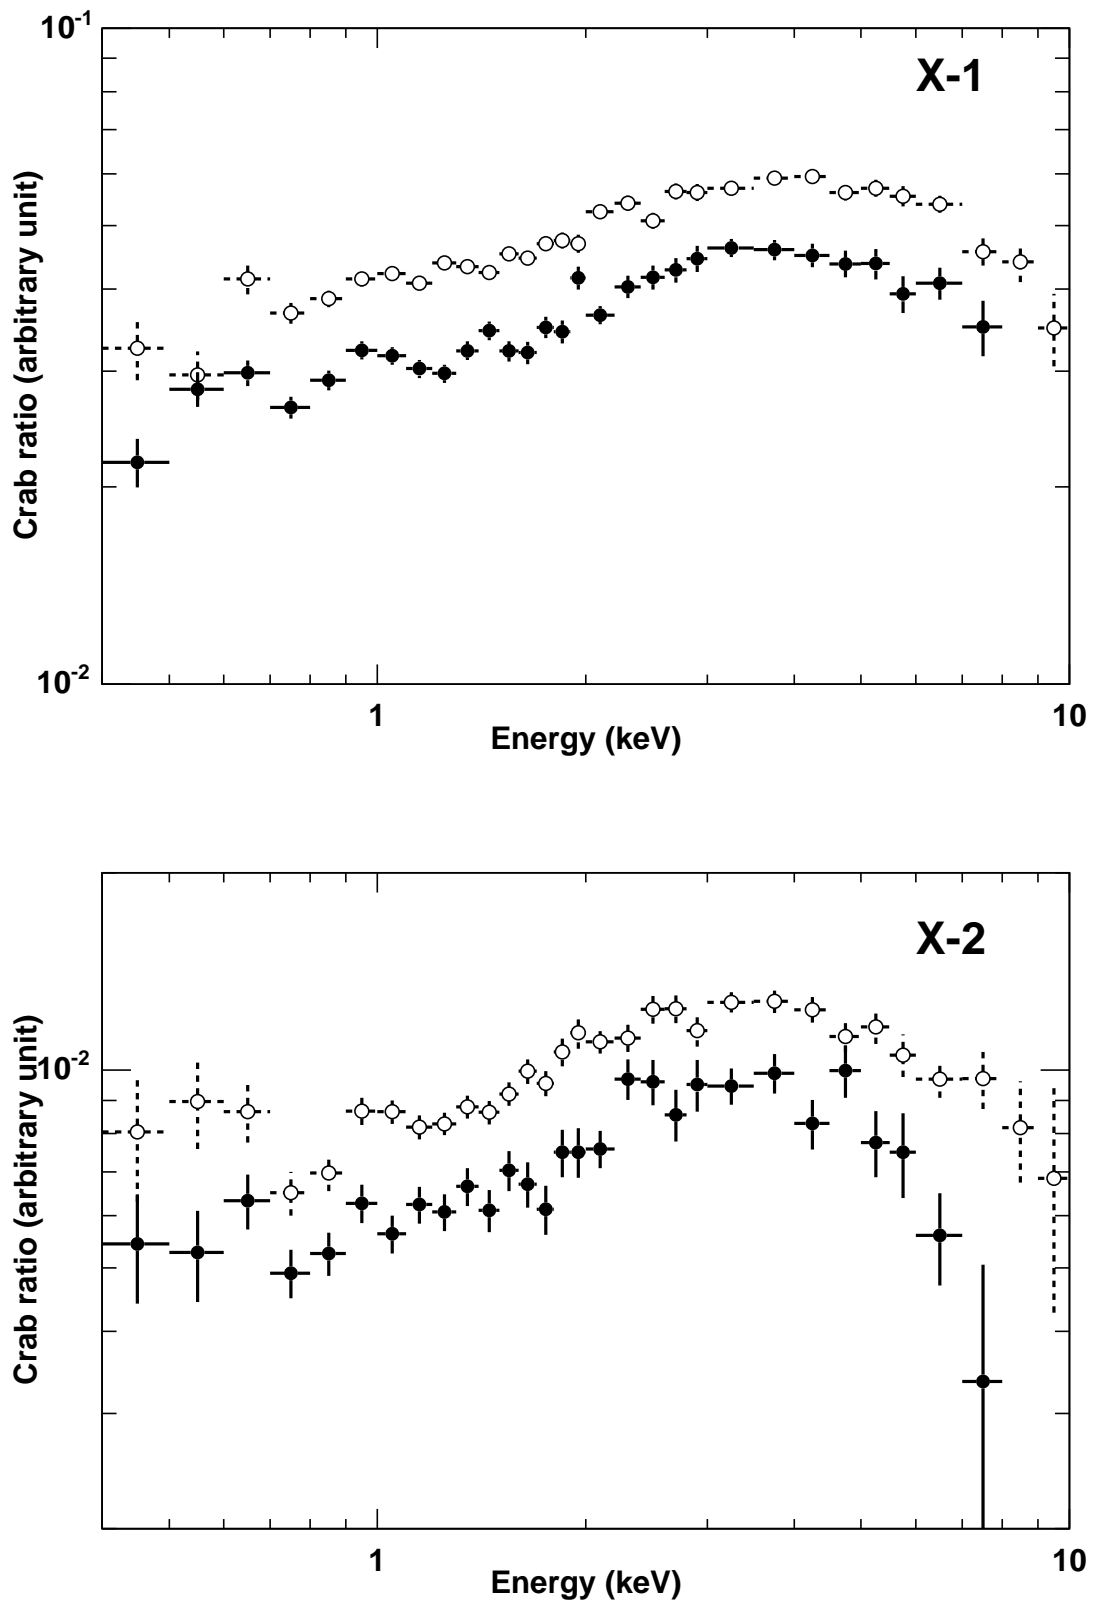 10⁻¹
X-1
Crab ratio (arbitrary unit)
10⁻²
1
10
Energy (keV)
X-2
Crab ratio (arbitrary unit)
10⁻²
1
10
Energy (keV)